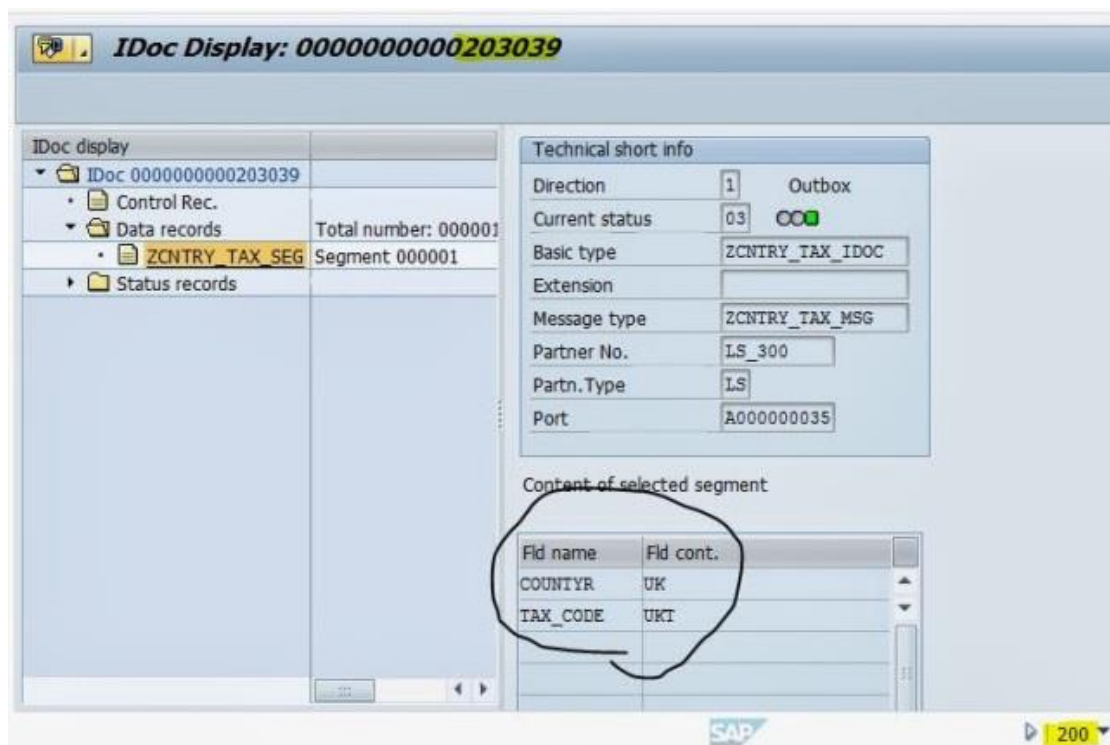 IDoc Display: 0000000000203039
IDoc display
IDoc 0000000000203039
Control Rec.
Data records Total number: 000001
ZCNTRY_TAX_SEG Segment 000001
Status records
Technical short info
Direction 1 Outbox
Current status 03
Basic type ZCNTRY_TAX_IDOC
Extension
Message type ZCNTRY_TAX_MSG
Partner No. LS_300
Partn.Type LS
Port A000000035
Content of selected segment
Fld name Fld cont.
COUNTYR UK
TAX_CODE UKT
SAP 200